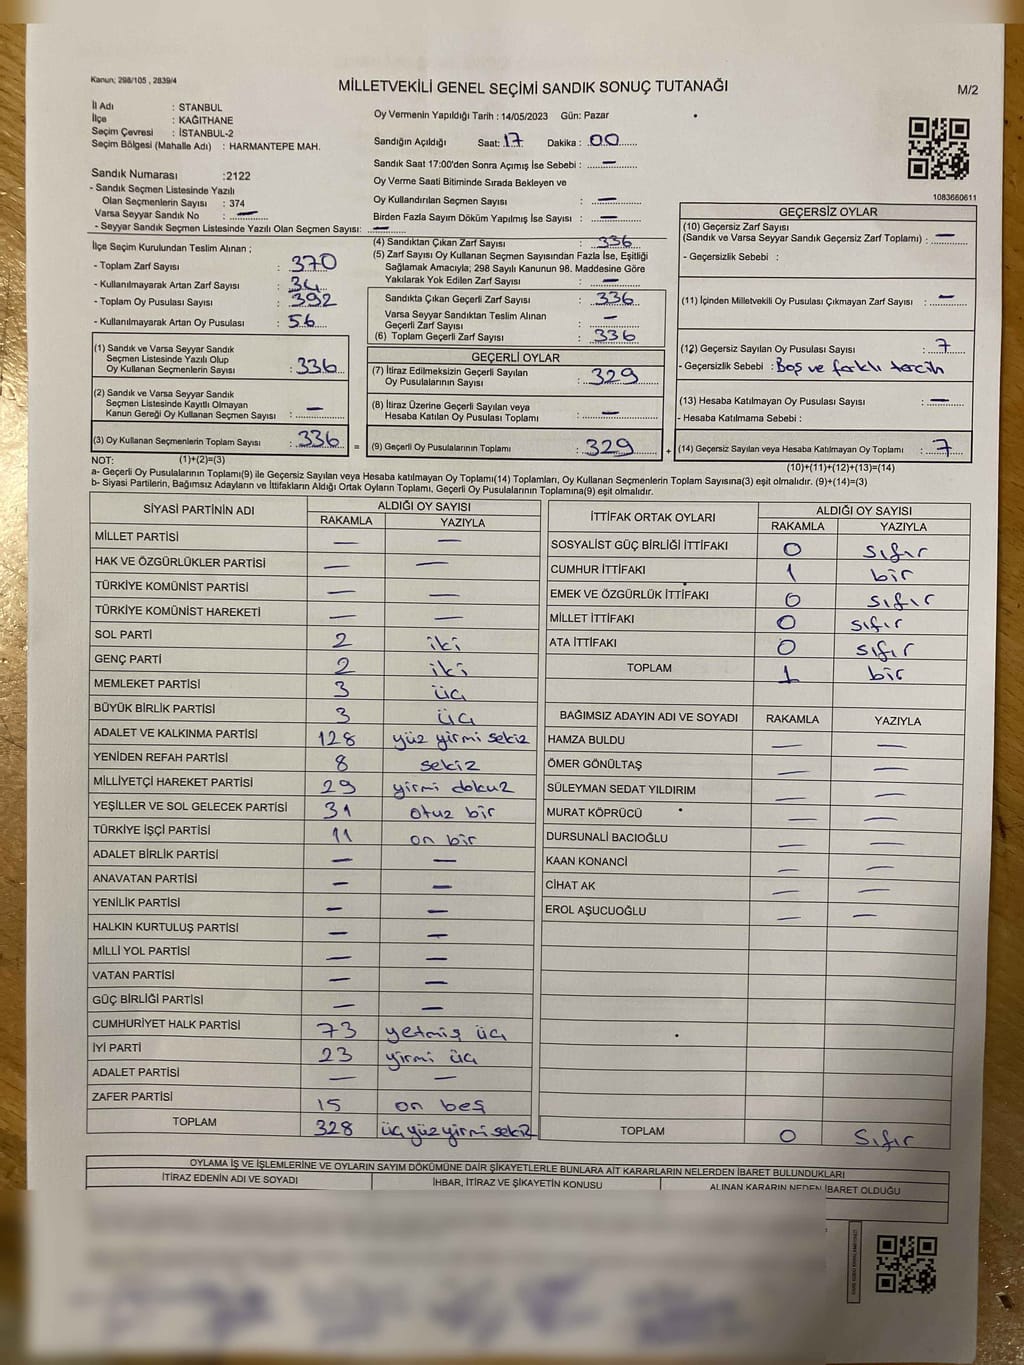 Kanun; 298/105 , 2839/4
MİLLETVEKİLİ GENEL SEÇİMİ SANDIK SONUÇ TUTANAĞI
M/2
İl Adı : STANBUL
İlçe : KAĞITHANE
Seçim Çevresi : İSTANBUL-2
Seçim Bölgesi (Mahalle Adı) : HARMANTEPE MAH.
Oy Vermenin Yapıldığı Tarih : 14/05/2023 Gün: Pazar
Sandığın Açıldığı Saat: 17 Dakika : 00
Sandık Saat 17:00'den Sonra Açımış İse Sebebi : —
Oy Verme Saati Bitiminde Sırada Bekleyen ve
Oy Kullandırılan Seçmen Sayısı : —
Birden Fazla Sayım Döküm Yapılmış İse Sayısı : —
1083660611
Sandık Numarası :2122
- Sandık Seçmen Listesinde Yazılı
Olan Seçmenlerin Sayısı : 374
Varsa Seyyar Sandık No : —
- Seyyar Sandık Seçmen Listesinde Yazılı Olan Seçmen Sayısı: —
İlçe Seçim Kurulundan Teslim Alınan ;
- Toplam Zarf Sayısı : 370
- Kullanılmayarak Artan Zarf Sayısı : 34
- Toplam Oy Pusulası Sayısı : 392
- Kullanılmayarak Artan Oy Pusulası : 56
(1) Sandık ve Varsa Seyyar Sandık
Seçmen Listesinde Yazılı Olup
Oy Kullanan Seçmenlerin Sayısı : 336
(2) Sandık ve Varsa Seyyar Sandık
Seçmen Listesinde Kayıtlı Olmayan
Kanun Gereği Oy Kullanan Seçmen Sayısı : —
(3) Oy Kullanan Seçmenlerin Toplam Sayısı : 336 =
(4) Sandıktan Çıkan Zarf Sayısı : 336
(5) Zarf Sayısı Oy Kullanan Seçmen Sayısından Fazla İse, Eşitliği
Sağlamak Amacıyla; 298 Sayılı Kanunun 98. Maddesine Göre
Yakılarak Yok Edilen Zarf Sayısı : —
Sandıkta Çıkan Geçerli Zarf Sayısı : 336
Varsa Seyyar Sandıktan Teslim Alınan
Geçerli Zarf Sayısı : —
(6) Toplam Geçerli Zarf Sayısı : 336
GEÇERLİ OYLAR
(7) İtiraz Edilmeksizin Geçerli Sayılan
Oy Pusulalarının Sayısı : 329
(8) İtiraz Üzerine Geçerli Sayılan veya
Hesaba Katılan Oy Pusulası Toplamı : —
(9) Geçerli Oy Pusulalarının Toplamı : 329 +
GEÇERSİZ OYLAR
(10) Geçersiz Zarf Sayısı
(Sandık ve Varsa Seyyar Sandık Geçersiz Zarf Toplamı) : —
- Geçersizlik Sebebi :
(11) İçinden Milletvekili Oy Pusulası Çıkmayan Zarf Sayısı : —
(12) Geçersiz Sayılan Oy Pusulası Sayısı : 7
- Geçersizlik Sebebi : Boş ve farklı tercih
(13) Hesaba Katılmayan Oy Pusulası Sayısı : —
- Hesaba Katılmama Sebebi :
(14) Geçersiz Sayılan veya Hesaba Katılmayan Oy Toplamı : 7
NOT: (1)+(2)=(3)
(10)+(11)+(12)+(13)=(14)
a- Geçerli Oy Pusulalarının Toplamı(9) ile Geçersiz Sayılan veya Hesaba katılmayan Oy Toplamı(14) Toplamları, Oy Kullanan Seçmenlerin Toplam Sayısına(3) eşit olmalıdır. (9)+(14)=(3)
b- Siyasi Partilerin, Bağımsız Adayların ve İttifakların Aldığı Ortak Oyların Toplamı, Geçerli Oy Pusulalarının Toplamına(9) eşit olmalıdır.
SİYASİ PARTİNİN ADI ALDIĞI OY SAYISI
RAKAMLA YAZIYLA
MİLLET PARTİSİ — —
HAK VE ÖZGÜRLÜKLER PARTİSİ — —
TÜRKİYE KOMÜNİST PARTİSİ — —
TÜRKİYE KOMÜNİST HAREKETİ — —
SOL PARTİ 2 iki
GENÇ PARTİ 2 iki
MEMLEKET PARTİSİ 3 üç
BÜYÜK BİRLİK PARTİSİ 3 üç
ADALET VE KALKINMA PARTİSİ 128 yüz yirmi sekiz
YENİDEN REFAH PARTİSİ 8 sekiz
MİLLİYETÇİ HAREKET PARTİSİ 29 yirmi dokuz
YEŞİLLER VE SOL GELECEK PARTİSİ 31 otuz bir
TÜRKİYE İŞÇİ PARTİSİ 11 on bir
ADALET BİRLİK PARTİSİ — —
ANAVATAN PARTİSİ — —
YENİLİK PARTİSİ — —
HALKIN KURTULUŞ PARTİSİ — —
MİLLİ YOL PARTİSİ — —
VATAN PARTİSİ — —
GÜÇ BİRLİĞİ PARTİSİ — —
CUMHURİYET HALK PARTİSİ 73 yetmiş üç
İYİ PARTİ 23 yirmi üç
ADALET PARTİSİ — —
ZAFER PARTİSİ 15 on beş
TOPLAM 328 üç yüz yirmi sekiz
İTTİFAK ORTAK OYLARI ALDIĞI OY SAYISI
RAKAMLA YAZIYLA
SOSYALİST GÜÇ BİRLİĞİ İTTİFAKI 0 sıfır
CUMHUR İTTİFAKI 1 bir
EMEK VE ÖZGÜRLÜK İTTİFAKI 0 sıfır
MİLLET İTTİFAKI 0 sıfır
ATA İTTİFAKI 0 sıfır
TOPLAM 1 bir
BAĞIMSIZ ADAYIN ADI VE SOYADI RAKAMLA YAZIYLA
HAMZA BULDU — —
ÖMER GÖNÜLTAŞ — —
SÜLEYMAN SEDAT YILDIRIM — —
MURAT KÖPRÜCÜ — —
DURSUNALİ BACIOĞLU — —
KAAN KONANCİ — —
CİHAT AK — —
EROL AŞUCUOĞLU — —
TOPLAM 0 Sıfır
OYLAMA İŞ VE İŞLEMLERİNE VE OYLARIN SAYIM DÖKÜMÜNE DAİR ŞİKAYETLERLE BUNLARA AİT KARARLARIN NELERDEN İBARET BULUNDUKLARI
İTİRAZ EDENİN ADI VE SOYADI İHBAR, İTİRAZ VE ŞİKAYETİN KONUSU ALINAN KARARIN NEDEN İBARET OLDUĞU